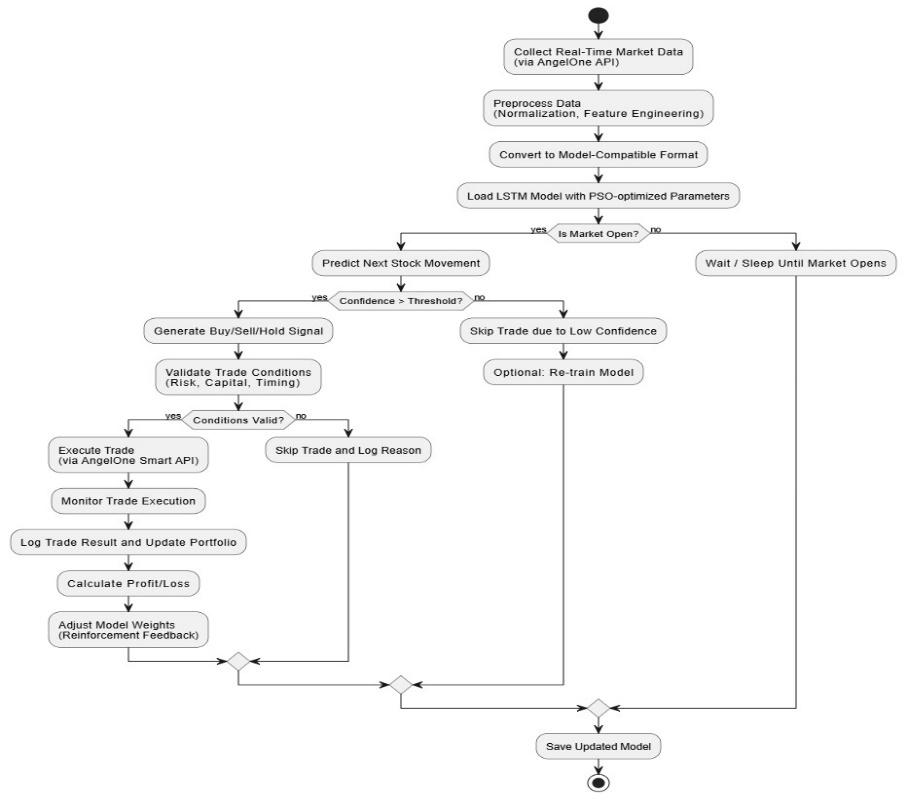 Collect Real-Time Market Data
(via AngelOne API)
Preprocess Data
(Normalization, Feature Engineering)
Convert to Model-Compatible Format
Load LSTM Model with PSO-optimized Parameters
yes
Is Market Open?
no
Predict Next Stock Movement
Wait / Sleep Until Market Opens
yes
Confidence > Threshold?
no
Generate Buy/Sell/Hold Signal
Skip Trade due to Low Confidence
Validate Trade Conditions
(Risk, Capital, Timing)
Optional: Re-train Model
yes
Conditions Valid?
no
Execute Trade
(via AngelOne Smart API)
Skip Trade and Log Reason
Monitor Trade Execution
Log Trade Result and Update Portfolio
Calculate Profit/Loss
Adjust Model Weights
(Reinforcement Feedback)
Save Updated Model